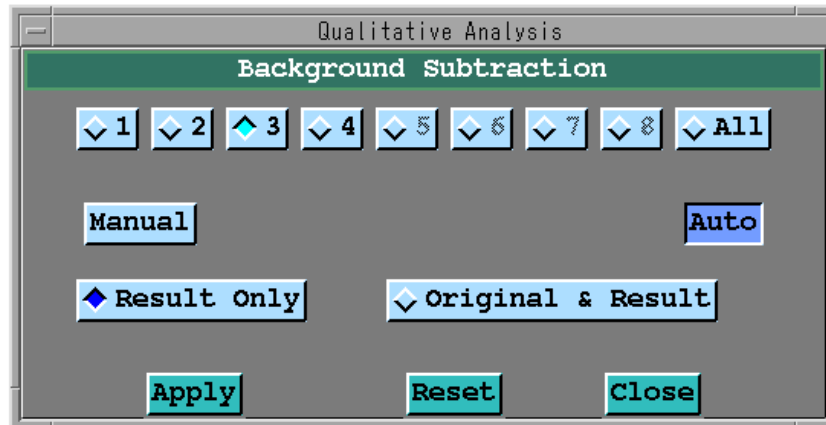 Qualitative Analysis
Background Subtraction
1 2 3 4 5 6 7 8 All
Manual Auto
Result Only Original & Result
Apply Reset Close